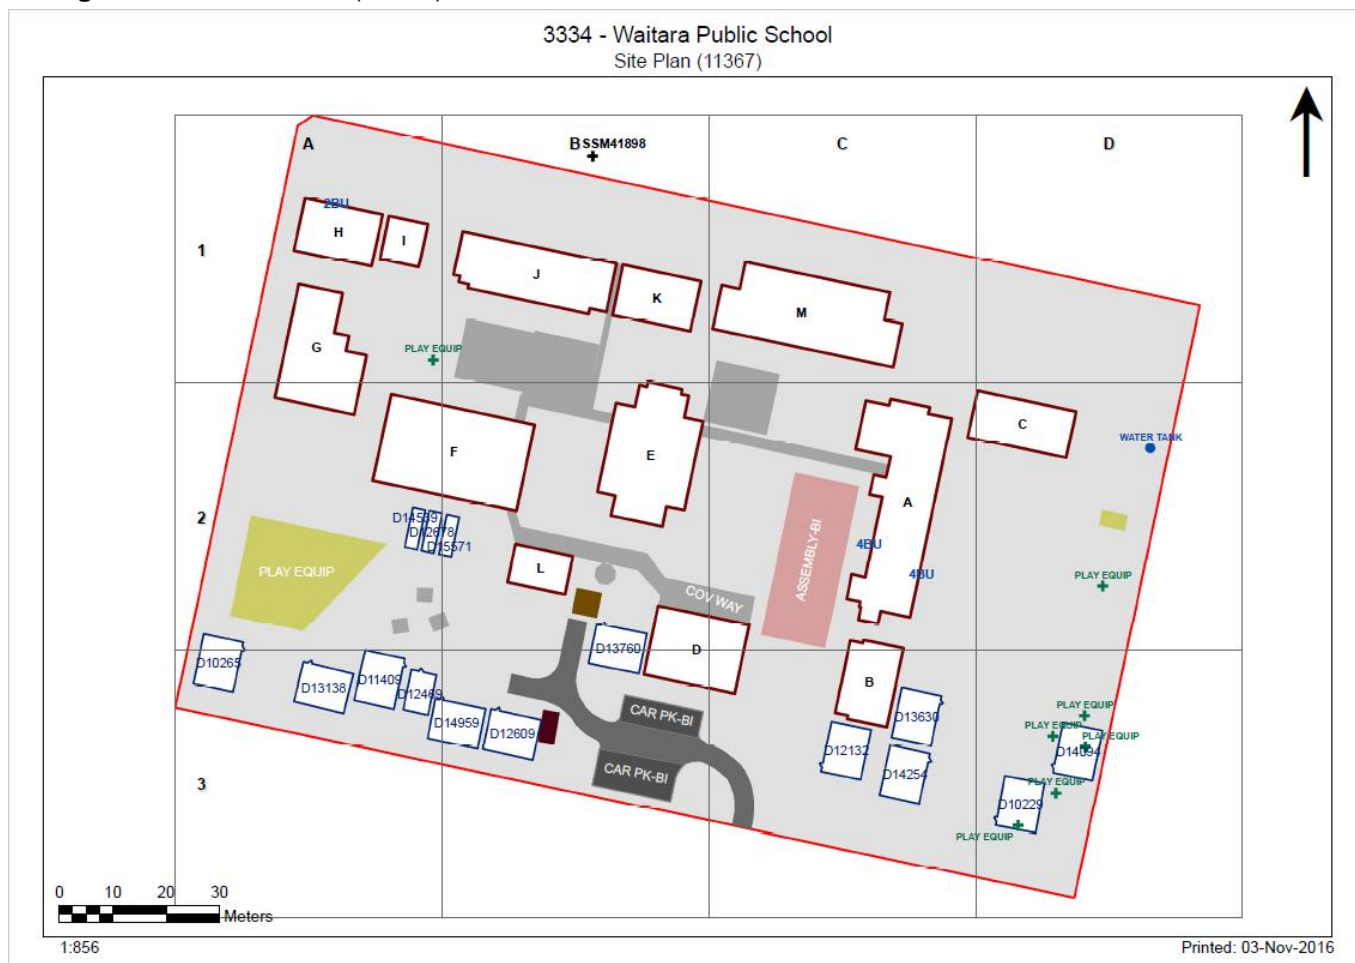 3334 - Waitara Public School
Site Plan (11367)
A
B
SSM41898
C
D
1
2BU
H
I
J
K
M
G
PLAY EQUIP
C
WATER TANK
F
E
A
2
D14539
D12678
D15571
ASSEMBLY-BI
4BU
4BU
PLAY EQUIP
L
COV WAY
PLAY EQUIP
D10265
D13760
D
B
D13138
D11409
D12469
D14959
D12609
CAR PK-BI
D13630
PLAY EQUIP
PLAY EQUIP
PLAY EQUIP
D14094
D12132
3
CAR PK-BI
D14254
PLAY EQUIP
D10229
PLAY EQUIP
0 10 20 30
Meters
1:856
Printed: 03-Nov-2016